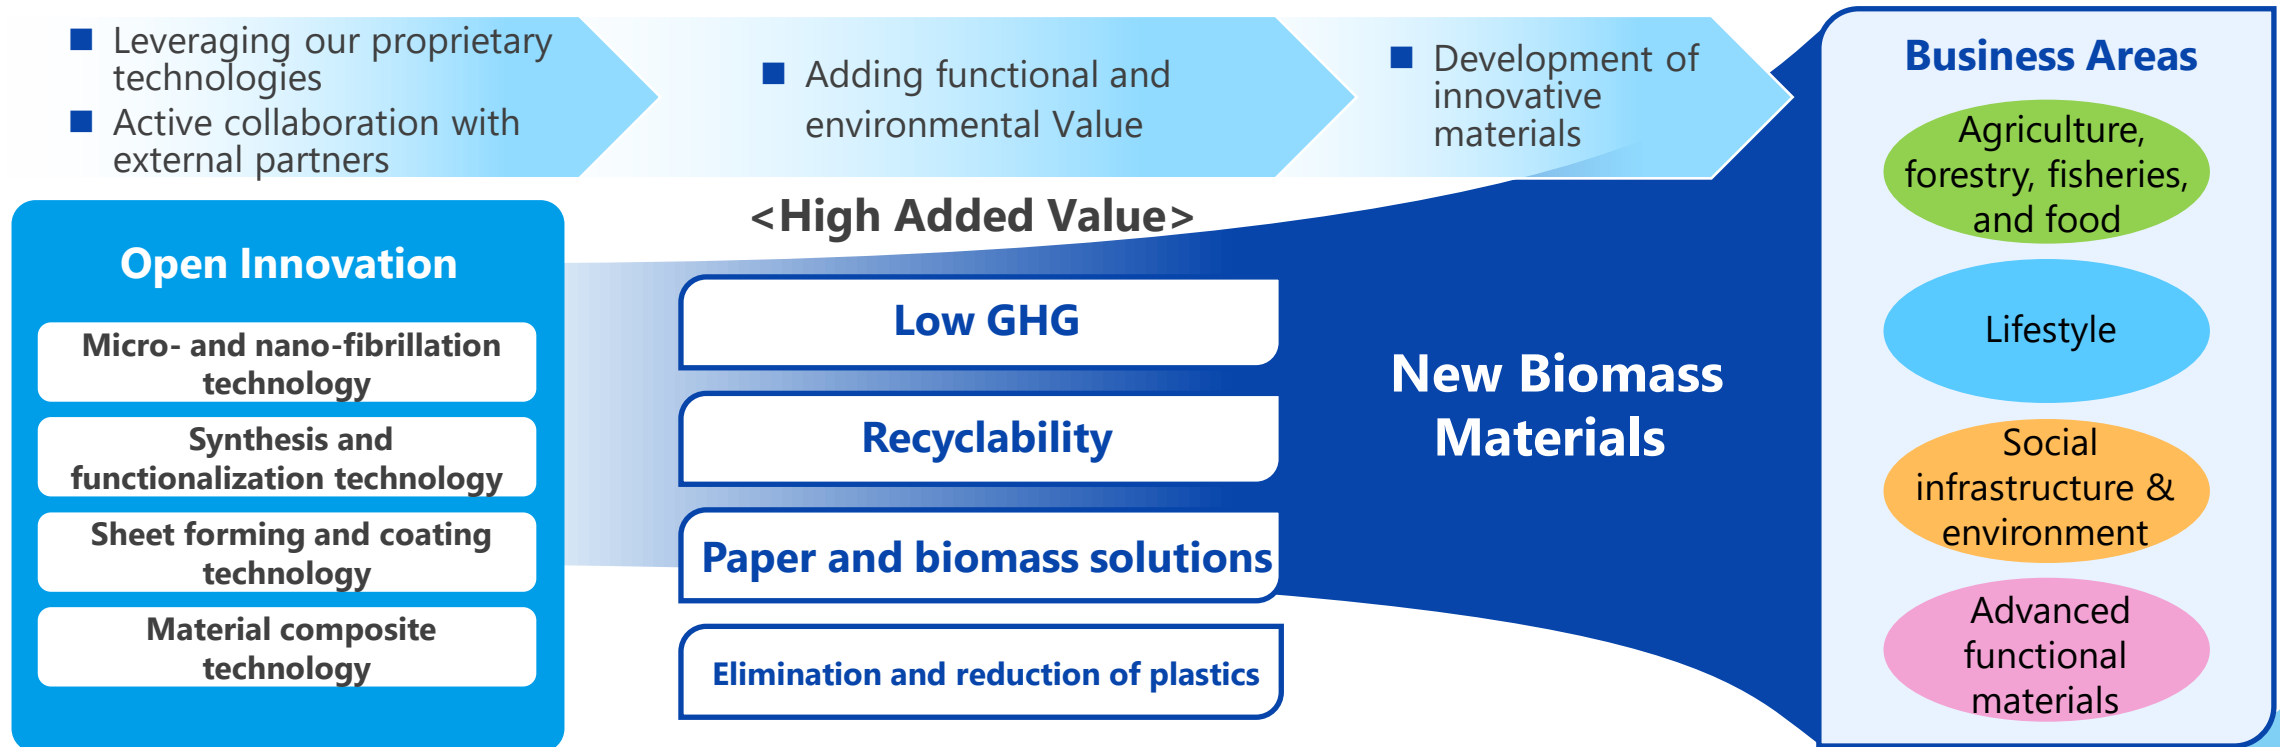 ■ Leveraging our proprietary
technologies
■ Active collaboration with
external partners
■ Adding functional and
environmental Value
■ Development of
innovative
materials
Open Innovation
Micro- and nano-fibrillation
technology
Synthesis and
functionalization technology
Sheet forming and coating
technology
Material composite
technology
<High Added Value>
Low GHG
Recyclability
Paper and biomass solutions
Elimination and reduction of plastics
New Biomass
Materials
Business Areas
Agriculture,
forestry, fisheries,
and food
Lifestyle
Social
infrastructure &
environment
Advanced
functional
materials